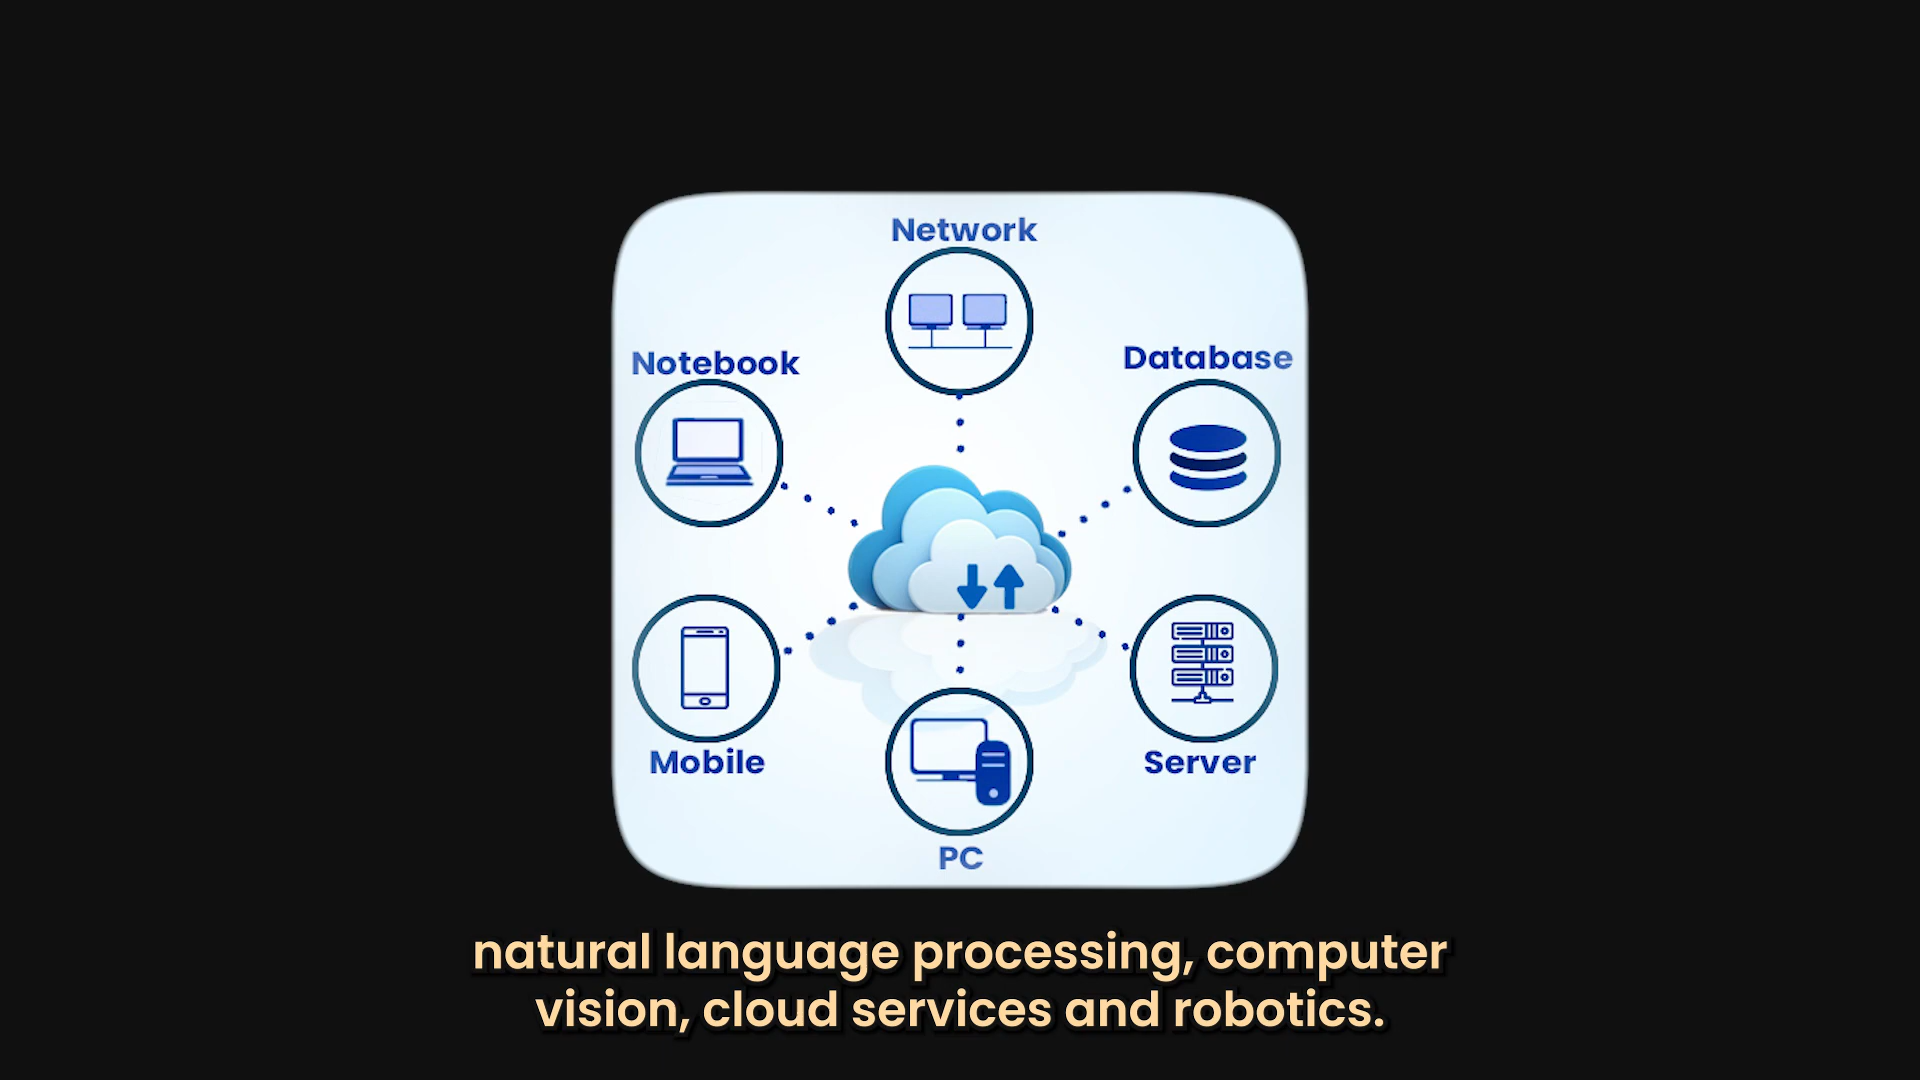 Network
Notebook
Database
Mobile
Server
PC
natural language processing, computer
vision, cloud services and robotics.